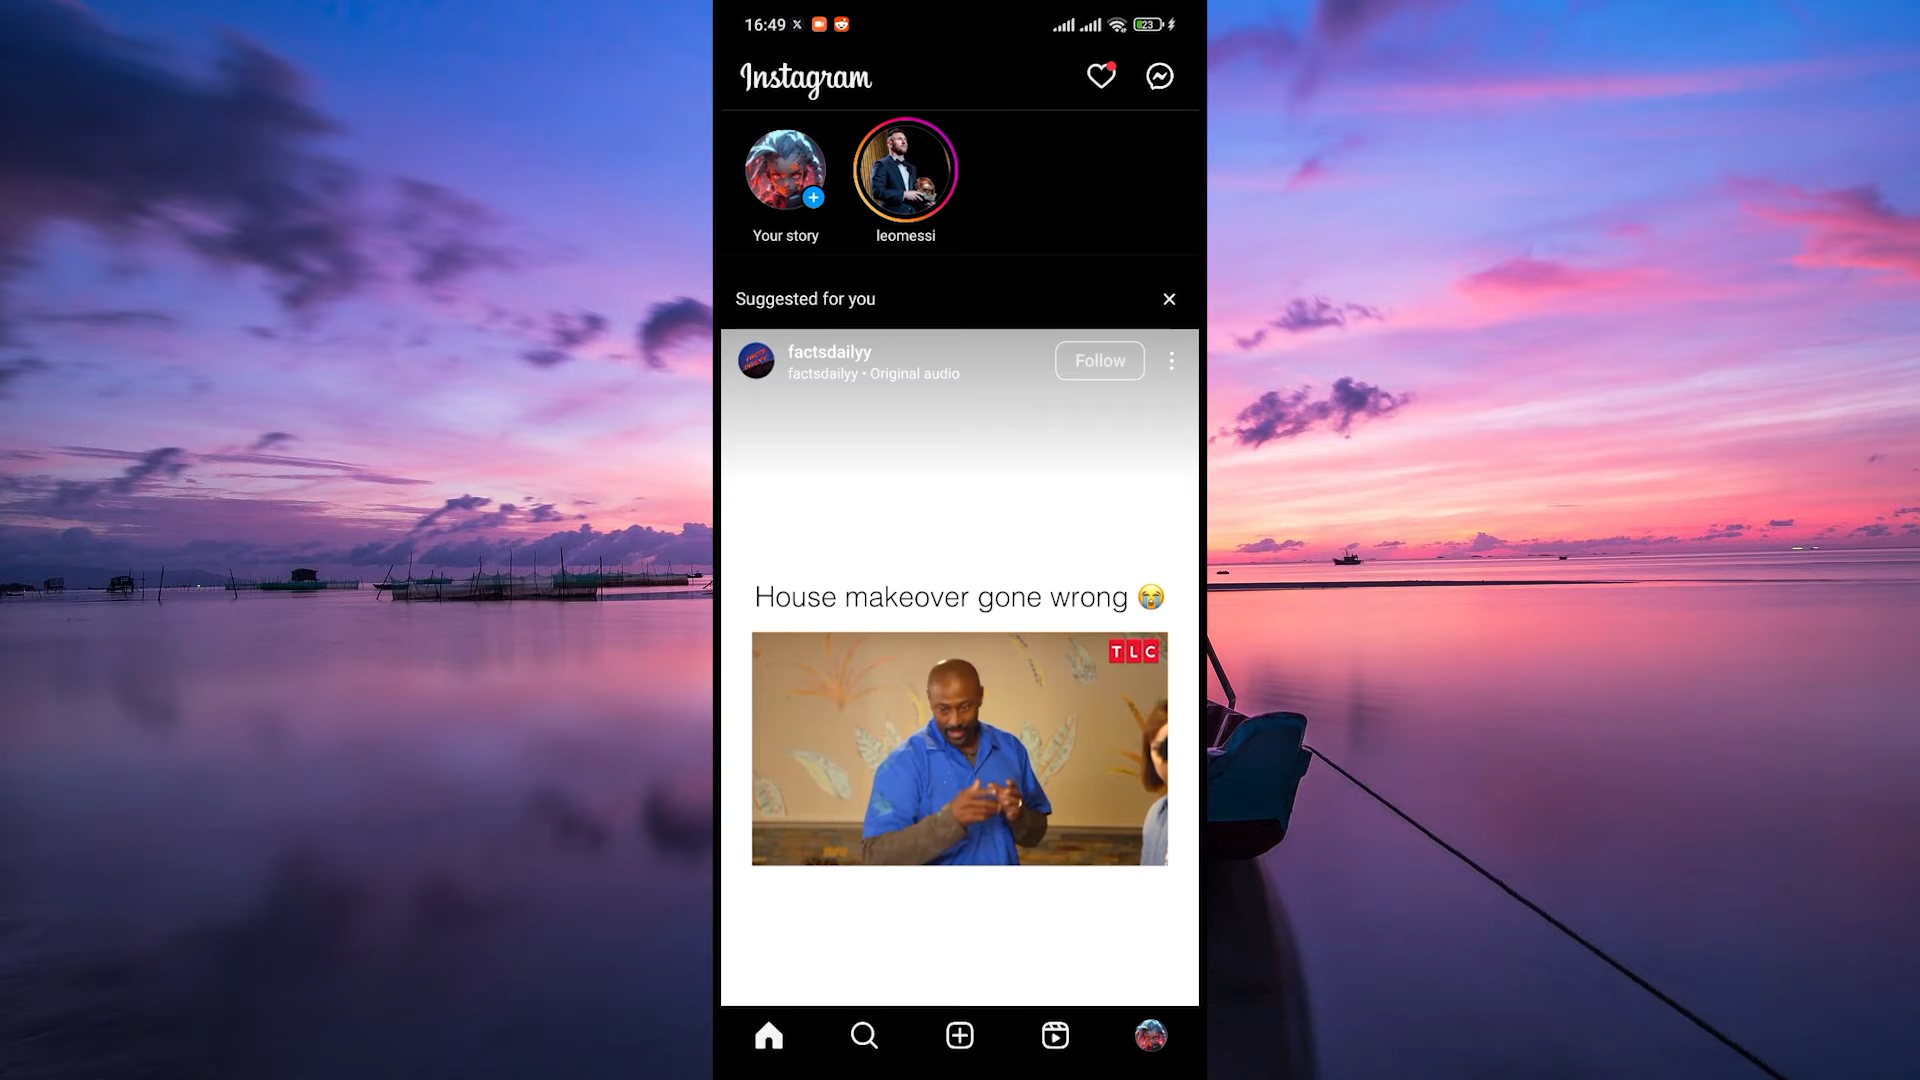 16:49
23
Instagram
Your story
leomessi
Suggested for you
factsdailyy
factsdailyy • Original audio
Follow
House makeover gone wrong 😭
TLC